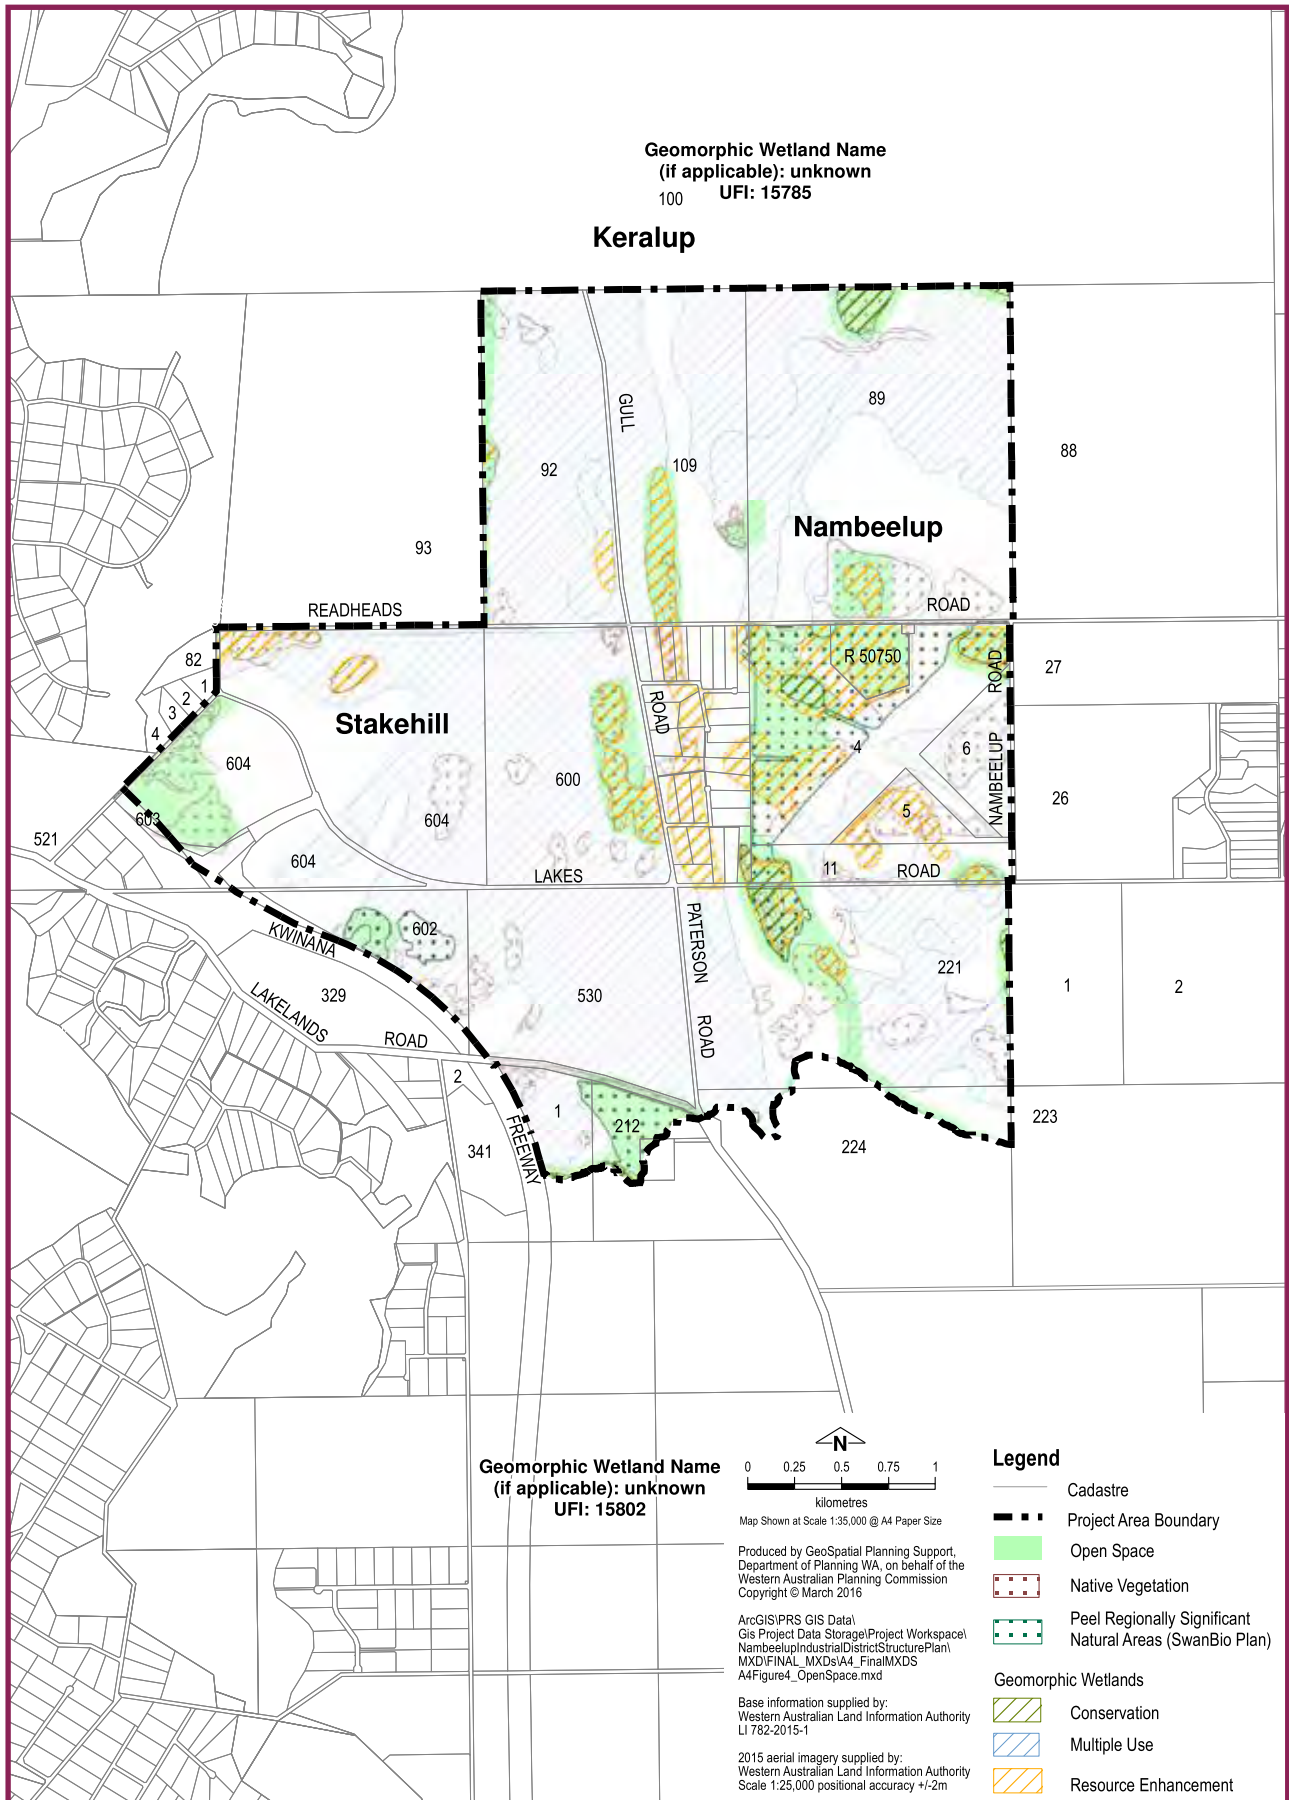 Geomorphic Wetland Name
(if applicable): unknown
UFI: 15785
100
Keralup
89
GULL
88
92
109
Nambeelup
93
READHEADS
ROAD
82
R 50750
27
1
2
3
4
ROAD
ROAD
Stakehill
604
600
4
6
NAMBEELUP
26
603
604
5
521
604
11
LAKES
ROAD
602
KWINANA
PATERSON
221
329
530
1
2
LAKELANDS
ROAD
ROAD
2
1
212
223
FREEWAY
341
224
Geomorphic Wetland Name
(if applicable): unknown
UFI: 15802
N
0 0.25 0.5 0.75 1
kilometres
Map Shown at Scale 1:35,000 @ A4 Paper Size
Produced by GeoSpatial Planning Support,
Department of Planning WA, on behalf of the
Western Australian Planning Commission
Copyright © March 2016
ArcGIS\PRS GIS Data\
Gis Project Data Storage\Project Workspace\
NambeelupIndustrialDistrictStructurePlan\
MXD\FINAL_MXDs\A4_FinalMXDS
A4Figure4_OpenSpace.mxd
Base information supplied by:
Western Australian Land Information Authority
LI 782-2015-1
2015 aerial imagery supplied by:
Western Australian Land Information Authority
Scale 1:25,000 positional accuracy +/-2m
Legend
Cadastre
Project Area Boundary
Open Space
Native Vegetation
Peel Regionally Significant
Natural Areas (SwanBio Plan)
Geomorphic Wetlands
Conservation
Multiple Use
Resource Enhancement